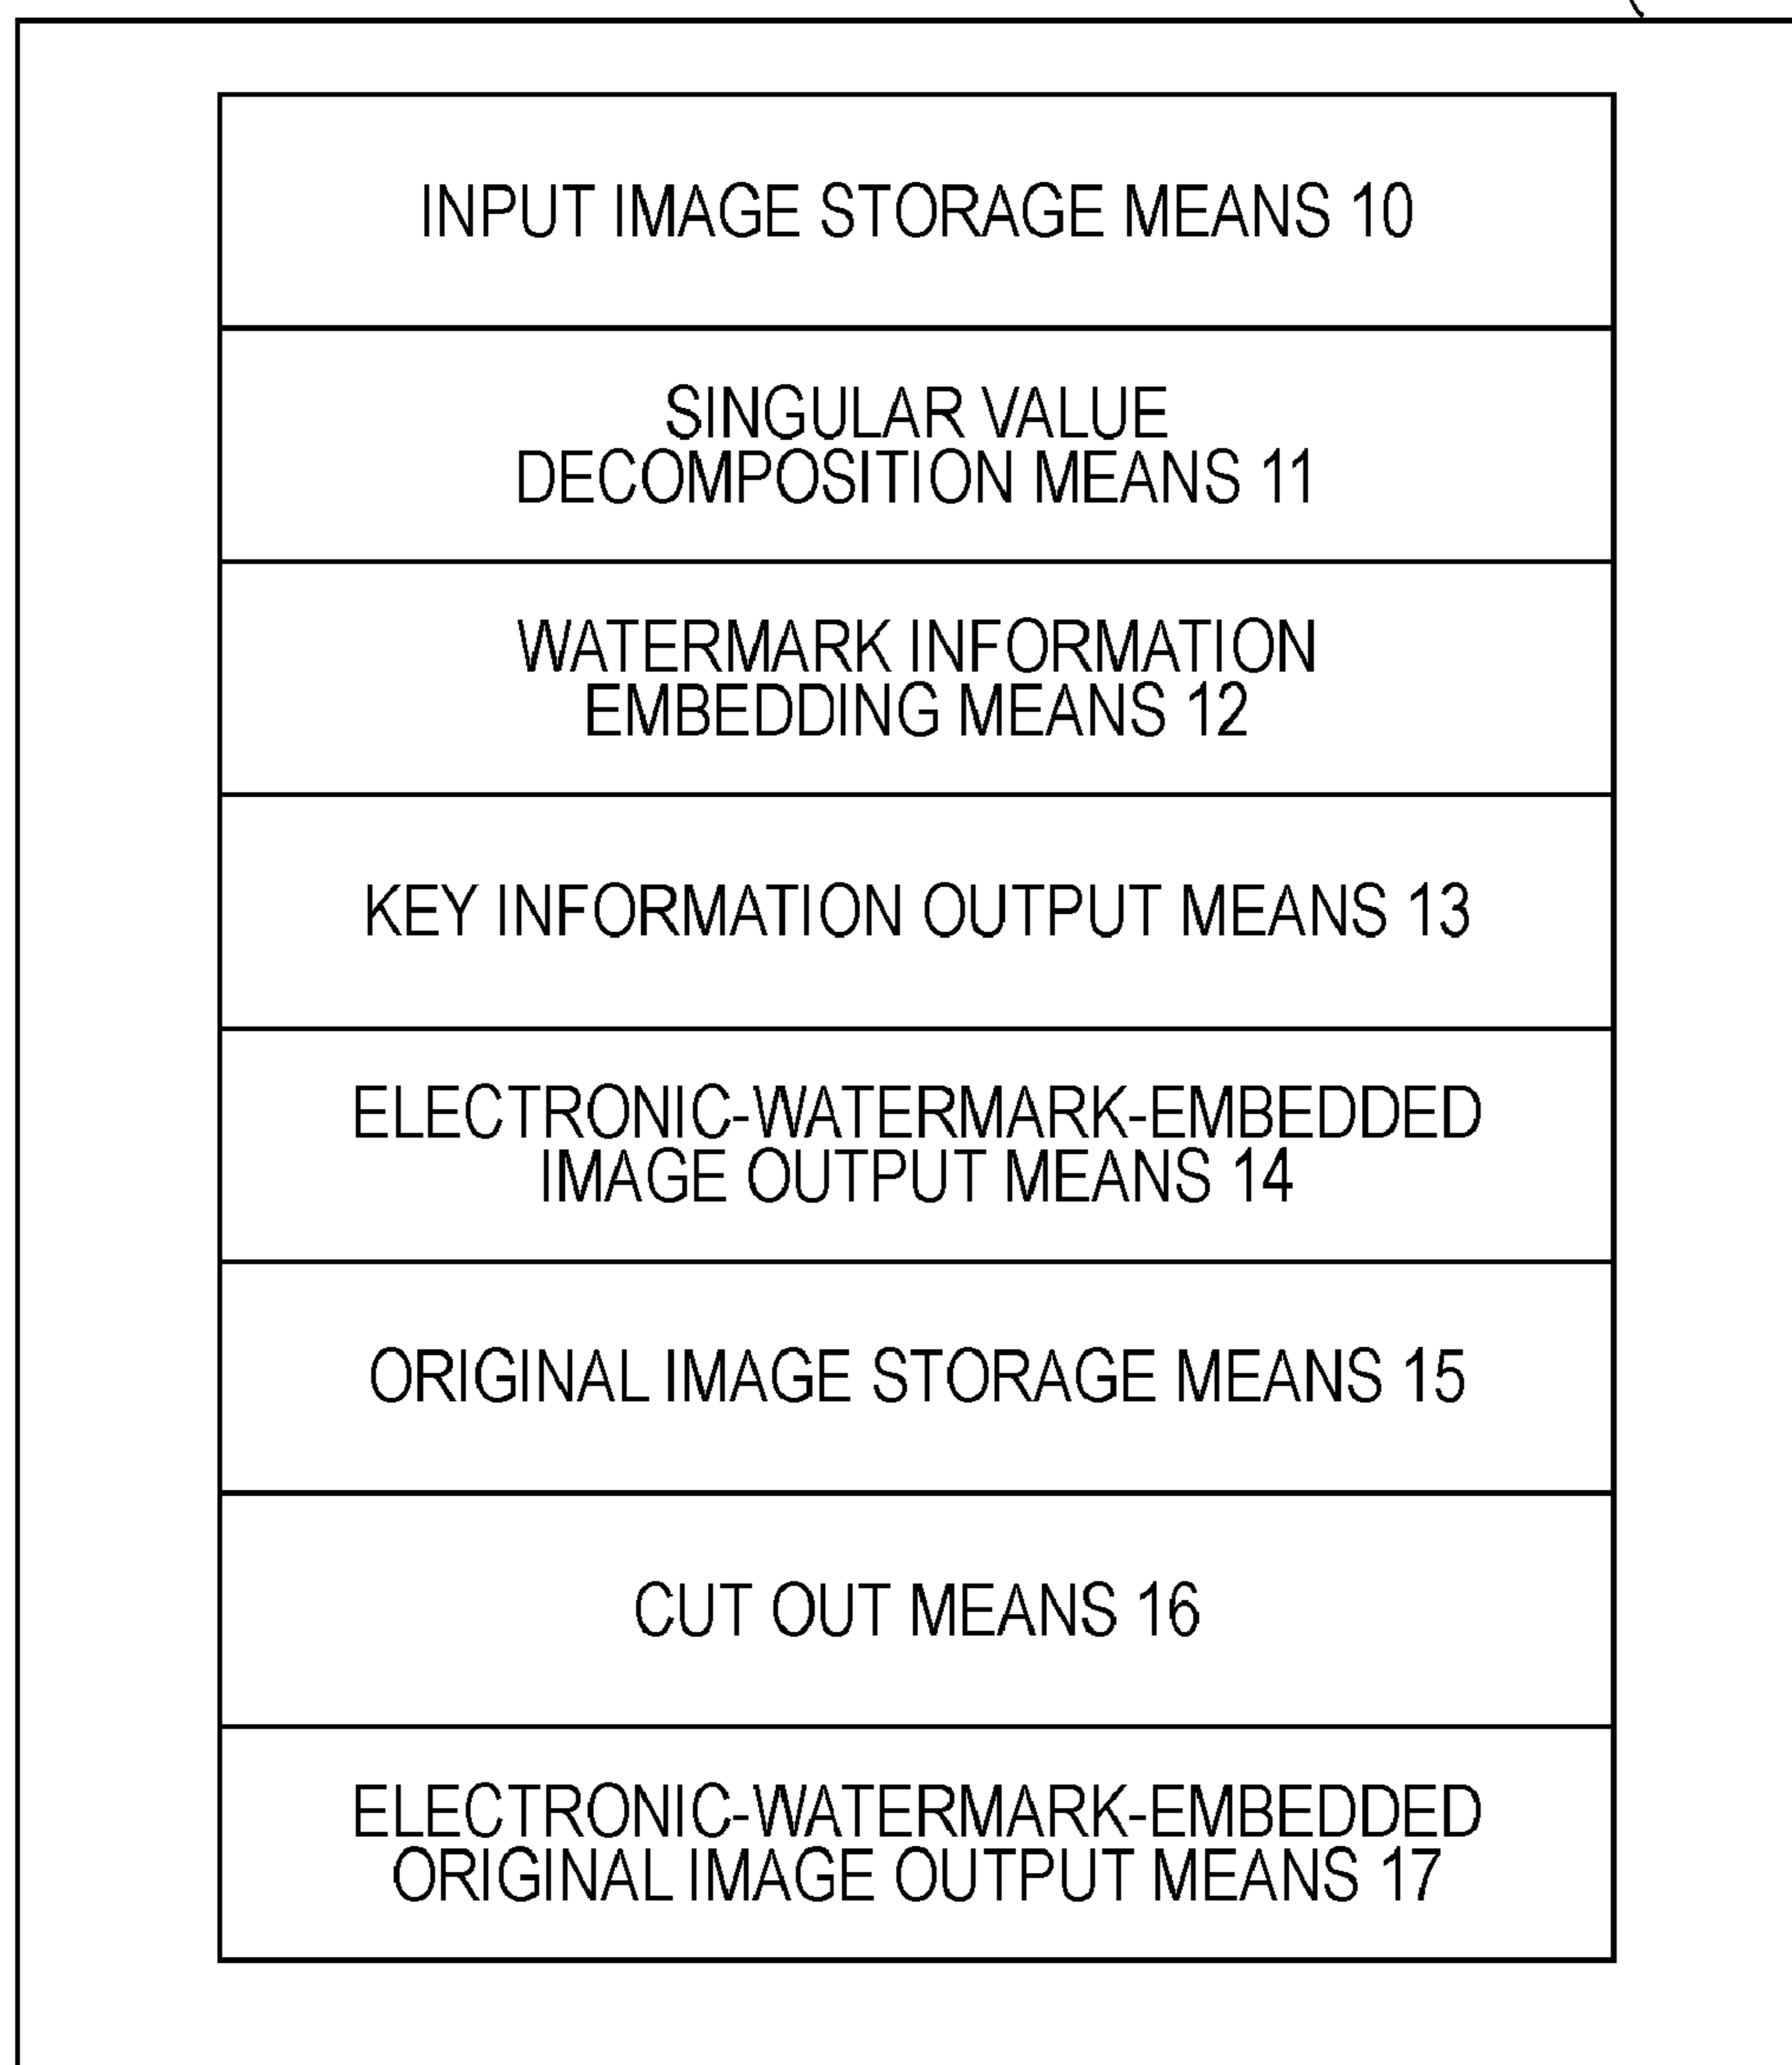 INPUT IMAGE STORAGE MEANS 10
SINGULAR VALUE
DECOMPOSITION MEANS 11
WATERMARK INFORMATION
EMBEDDING MEANS 12
KEY INFORMATION OUTPUT MEANS 13
ELECTRONIC-WATERMARK-EMBEDDED
IMAGE OUTPUT MEANS 14
ORIGINAL IMAGE STORAGE MEANS 15
CUT OUT MEANS 16
ELECTRONIC-WATERMARK-EMBEDDED
ORIGINAL IMAGE OUTPUT MEANS 17